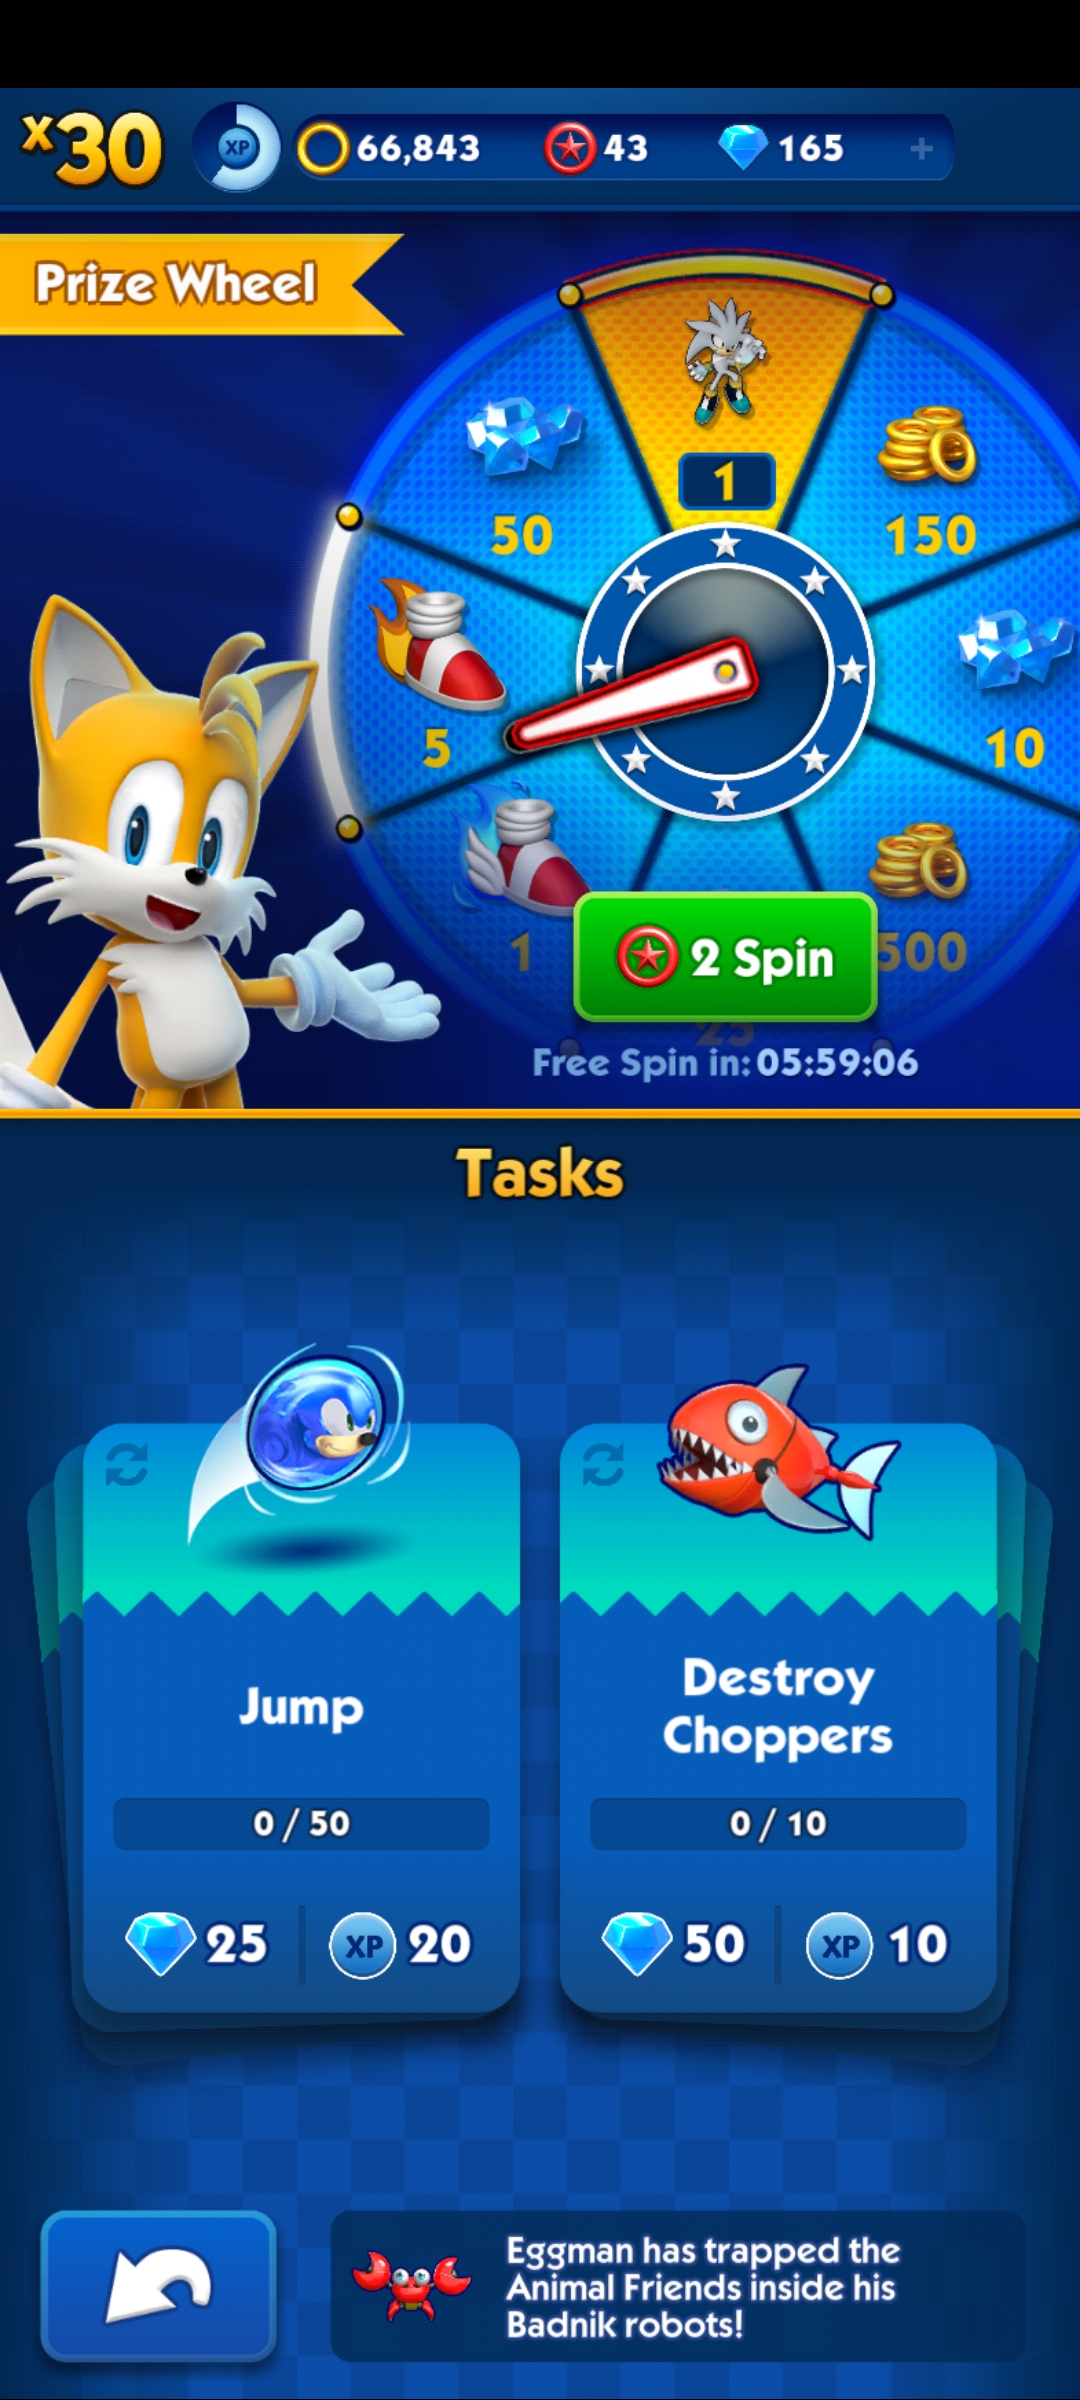 x30
XP
66,843
43
165
+
Prize Wheel
1
50
150
5
10
1
500
2 Spin
25
Free Spin in: 05:59:06
Tasks
Jump
0 / 50
25
XP
20
Destroy
Choppers
0 / 10
50
XP
10
Eggman has trapped the
Animal Friends inside his
Badnik robots!